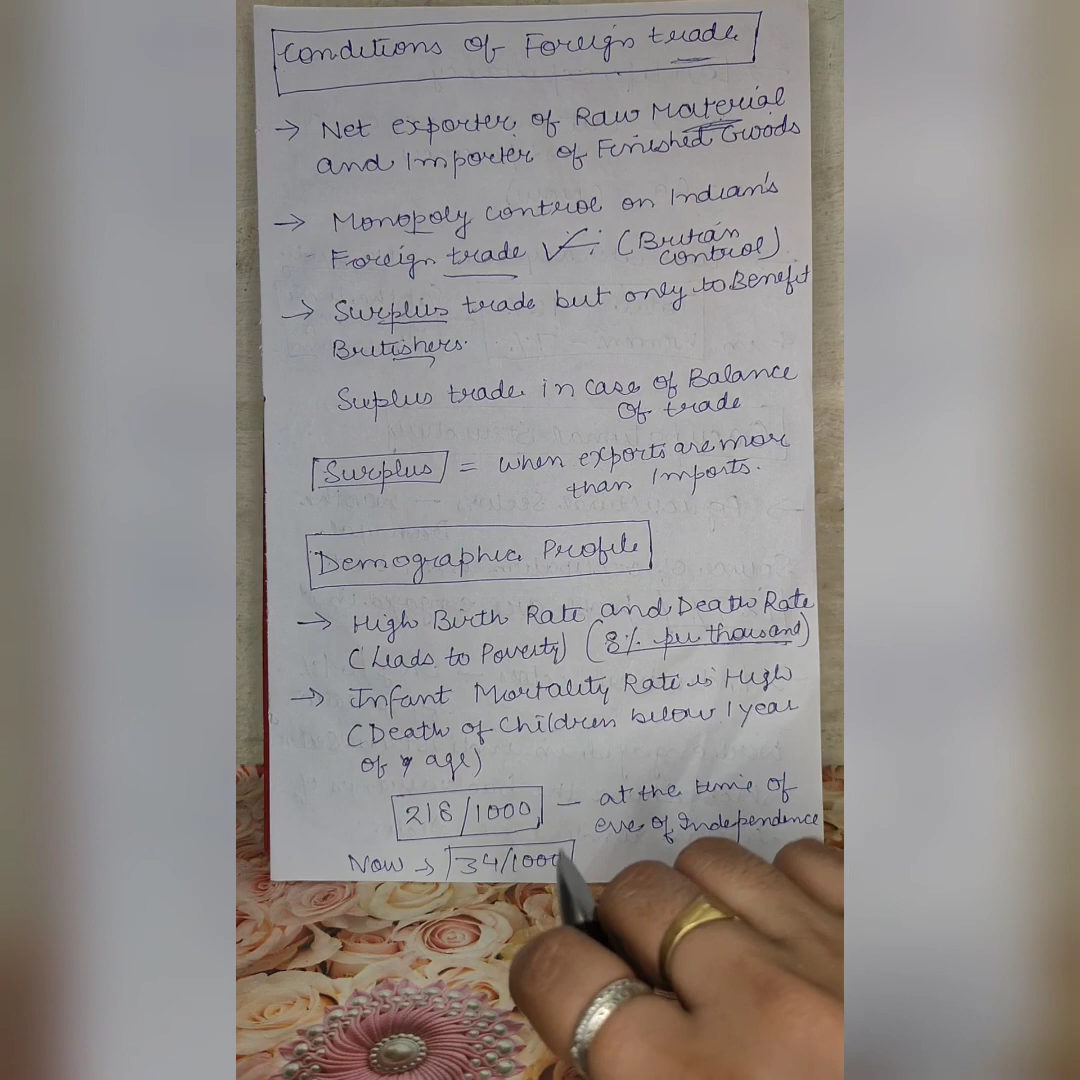 Conditions of Foreign trade
→ Net exporter of Raw Material
and Importer of Finished Goods
→ Monopoly control on Indian's
Foreign trade (Britain
control)
→ Surplus trade but only to Benefit
Britishers.
Suplus trade in case of Balance
of trade
Surplus = when exports are more
than Imports.
Demographic Profile
→ High Birth Rate and Death Rate
(Leads to Poverty) (8% per thousand)
→ Infant Mortality Rate is High
(Death of Children below 1 year
of age)
218/1000 — at the time of
eve of Independence
Now → 34/1000